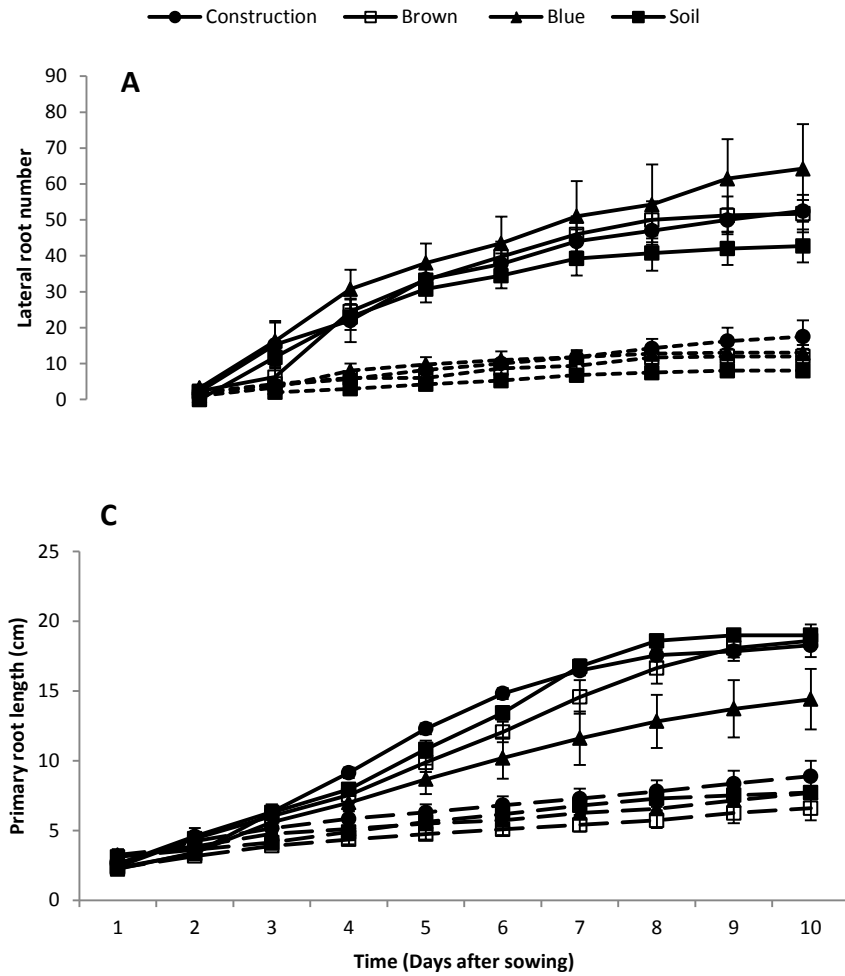 Construction Brown Blue Soil
A
Lateral root number
90
80
70
60
50
40
30
20
10
0
C
Primary root length (cm)
25
20
15
10
5
0
1 2 3 4 5 6 7 8 9 10
Time (Days after sowing)